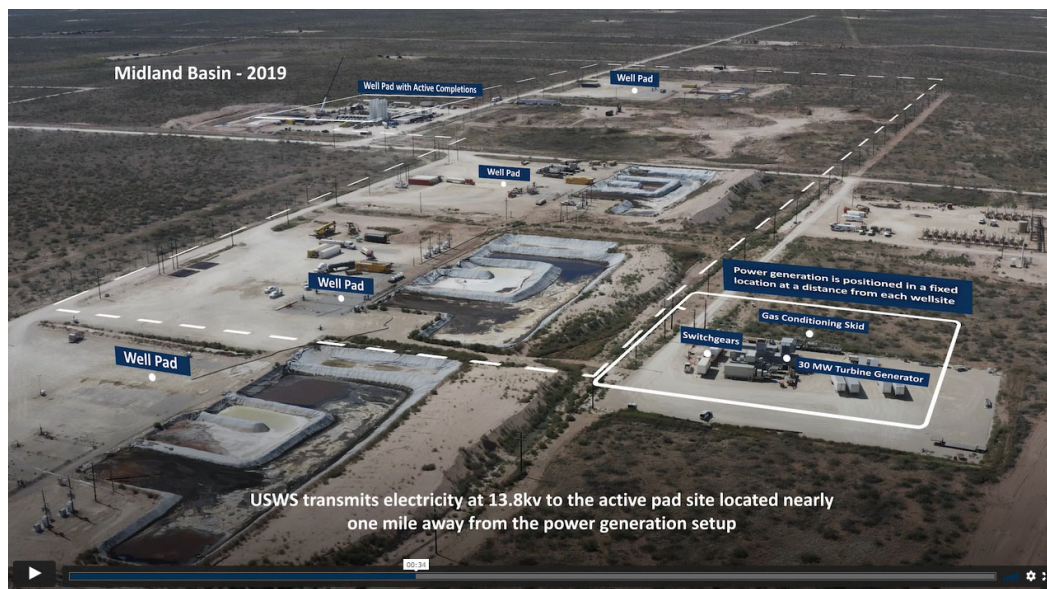 Midland Basin - 2019
Well Pad with Active Completions
Well Pad
Well Pad
Power generation is positioned in a fixed
location at a distance from each wellsite
Well Pad
Gas Conditioning Skid
Switchgears
30 MW Turbine Generator
Well Pad
USWS transmits electricity at 13.8kv to the active pad site located nearly
one mile away from the power generation setup
00:34